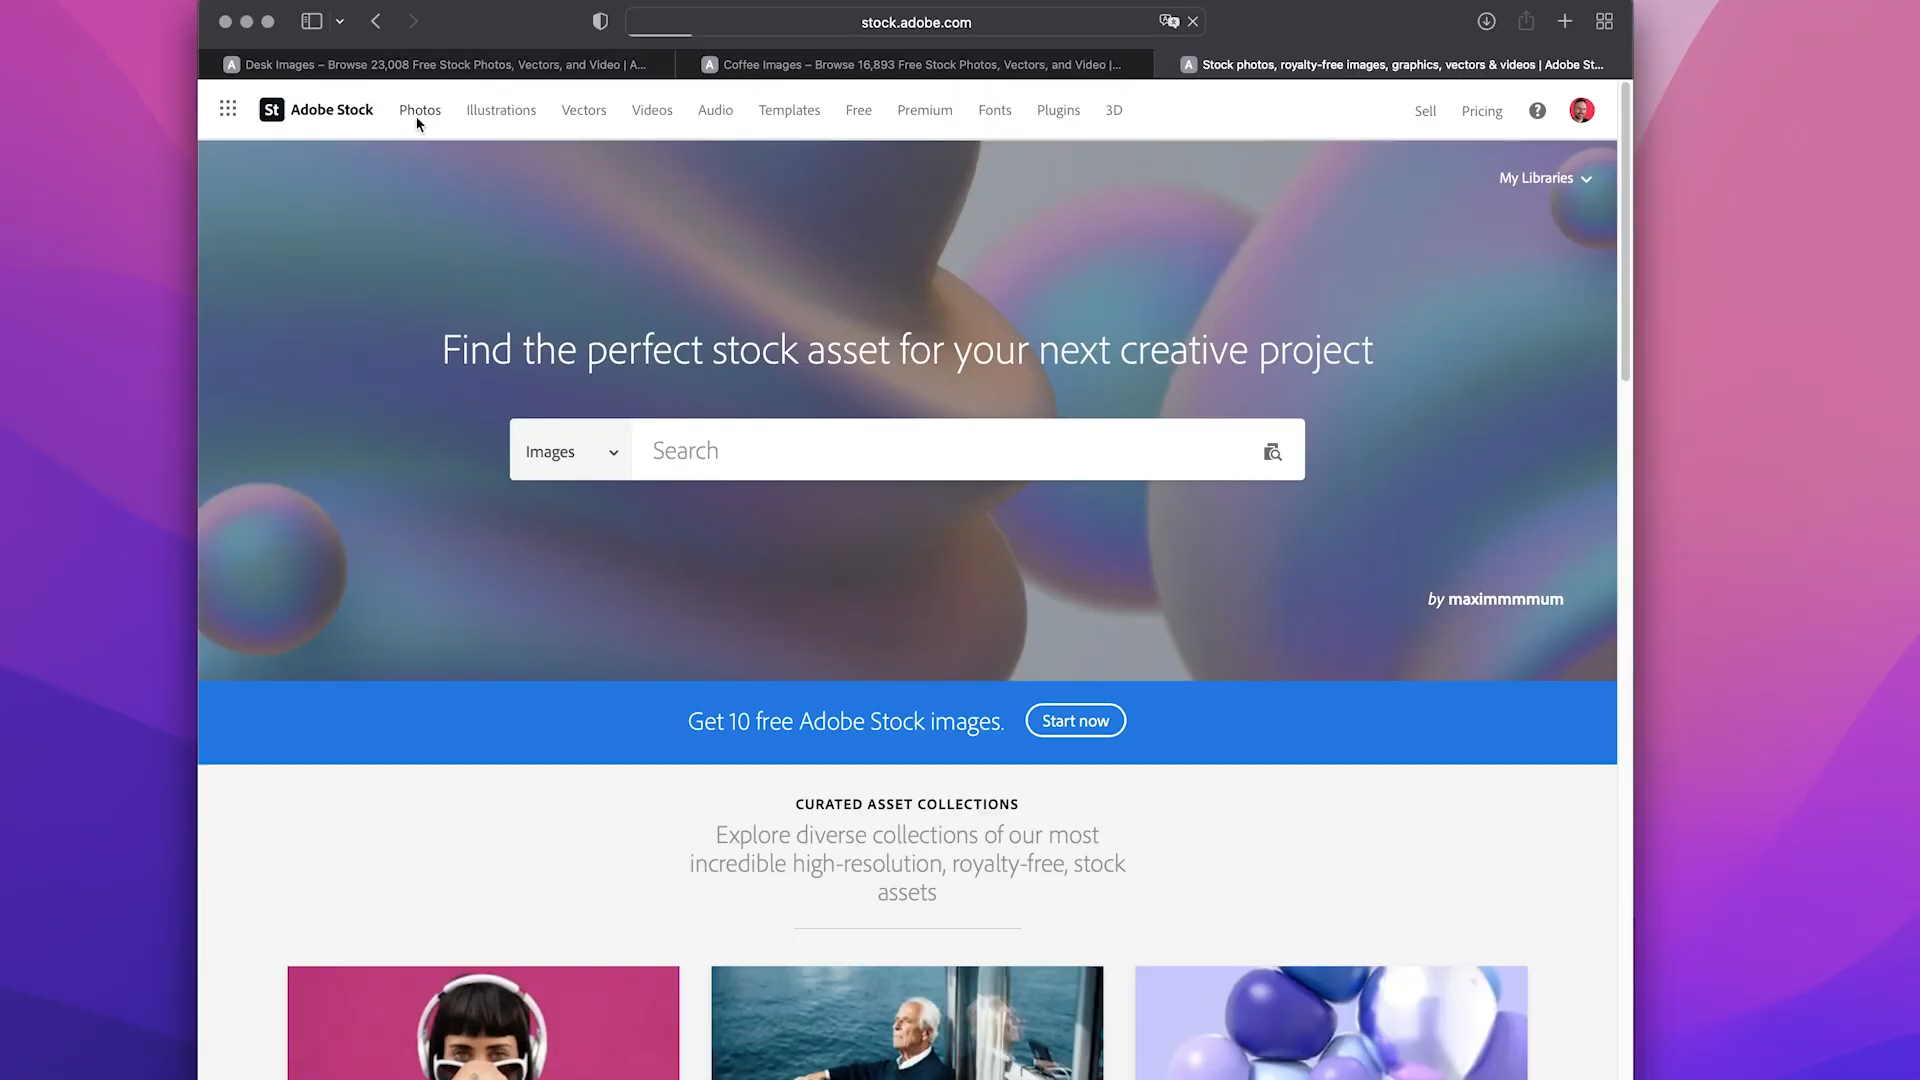 stock.adobe.com
Desk Images – Browse 23,008 Free Stock Photos, Vectors, and Video | A...
Coffee Images – Browse 16,893 Free Stock Photos, Vectors, and Video |...
Stock photos, royalty-free images, graphics, vectors & videos | Adobe St...
St Adobe Stock Photos Illustrations Vectors Videos Audio Templates Free Premium Fonts Plugins 3D Sell Pricing ?
My Libraries
Find the perfect stock asset for your next creative project
Images Search
by maximmmmum
Get 10 free Adobe Stock images. Start now
CURATED ASSET COLLECTIONS
Explore diverse collections of our most
incredible high-resolution, royalty-free, stock
assets